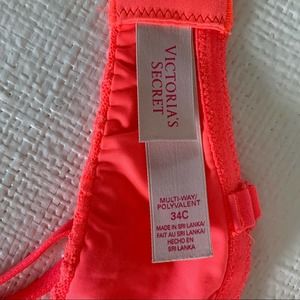 VICTORIA'S
SECRET
MULTI-WAY/
POLYVALENT
34C
MADE IN SRI LANKA/
FAIT AU SRI LANKA/
HECHO EN
SRI LANKA